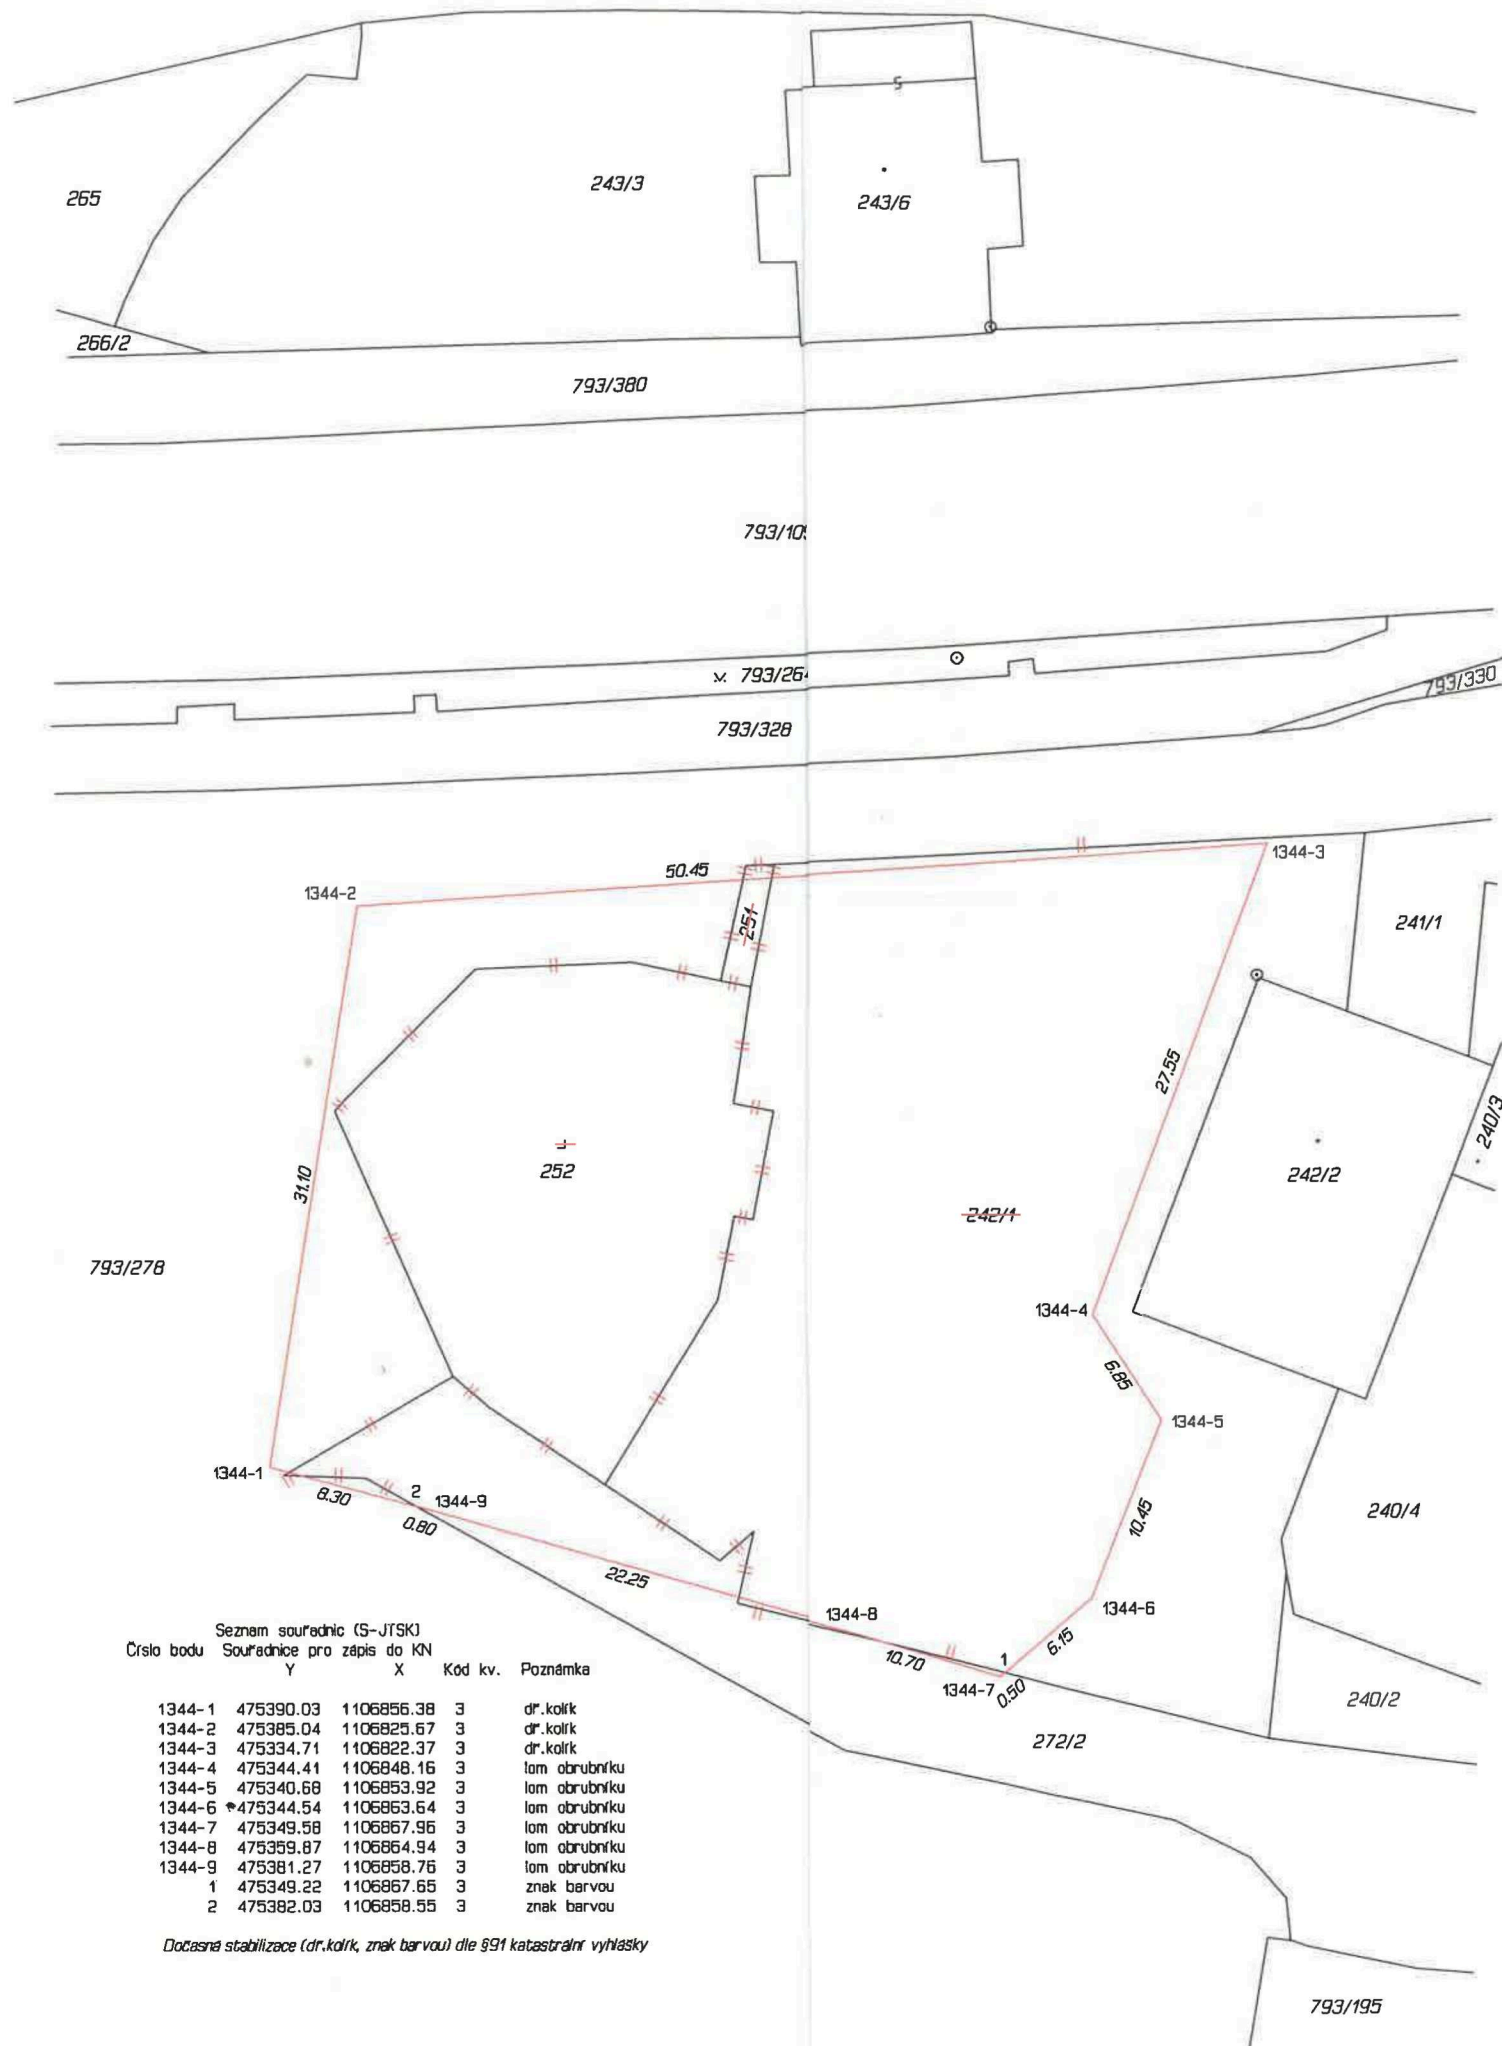 265
243/3
243/6
266/2
793/380
793/10
793/264
793/330
793/328
50.45
1344-3
1344-2
251
241/1
27.55
240/3
252
242/2
31.10
242/1
793/278
1344-4
6.85
1344-5
1344-1
8.30
2
1344-9
0.80
10.45
240/4
22.25
1344-8
1344-6
6.15
10.70
1
1344-7
0.50
240/2
272/2
Seznam souřadnic (S-JTSK)
Číslo bodu Souřadnice pro zápis do KN
Y X Kód kv. Poznámka
1344-1 475390.03 1106856.38 3 dř.kolík
1344-2 475385.04 1106825.67 3 dř.kolík
1344-3 475334.71 1106822.37 3 dř.kolík
1344-4 475344.41 1106848.16 3 lom obrubníku
1344-5 475340.68 1106853.92 3 lom obrubníku
1344-6 475344.54 1106863.64 3 lom obrubníku
1344-7 475349.58 1106867.96 3 lom obrubníku
1344-8 475359.87 1106864.94 3 lom obrubníku
1344-9 475381.27 1106858.76 3 lom obrubníku
1 475349.22 1106867.65 3 znak barvou
2 475382.03 1106858.55 3 znak barvou
Dočasná stabilizace (dř.kolík, znak barvou) dle §91 katastrální vyhlášky
793/195